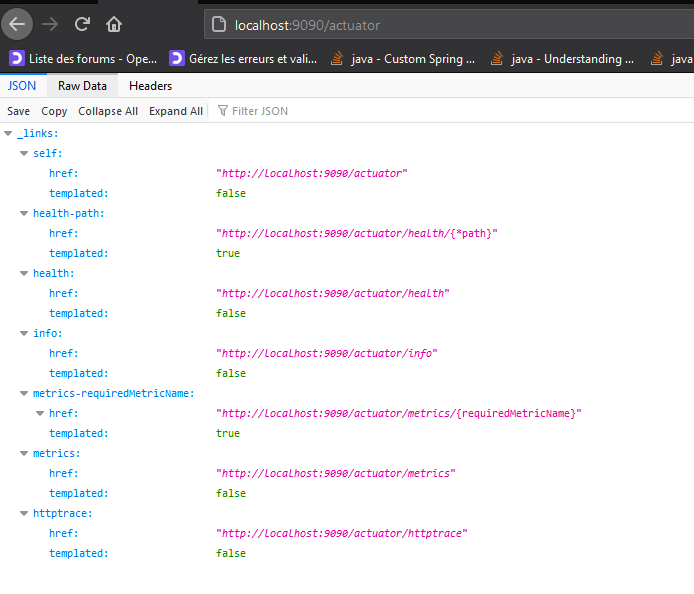 localhost:9090/actuator
Liste des forums - Ope... Gérez les erreurs et vali... java - Custom Spring ... java - Understanding ... java
JSON Raw Data Headers
Save Copy Collapse All Expand All Filter JSON
_links:
self:
href: "http://localhost:9090/actuator"
templated: false
health-path:
href: "http://localhost:9090/actuator/health/{*path}"
templated: true
health:
href: "http://localhost:9090/actuator/health"
templated: false
info:
href: "http://localhost:9090/actuator/info"
templated: false
metrics-requiredMetricName:
href: "http://localhost:9090/actuator/metrics/{requiredMetricName}"
templated: true
metrics:
href: "http://localhost:9090/actuator/metrics"
templated: false
httptrace:
href: "http://localhost:9090/actuator/httptrace"
templated: false